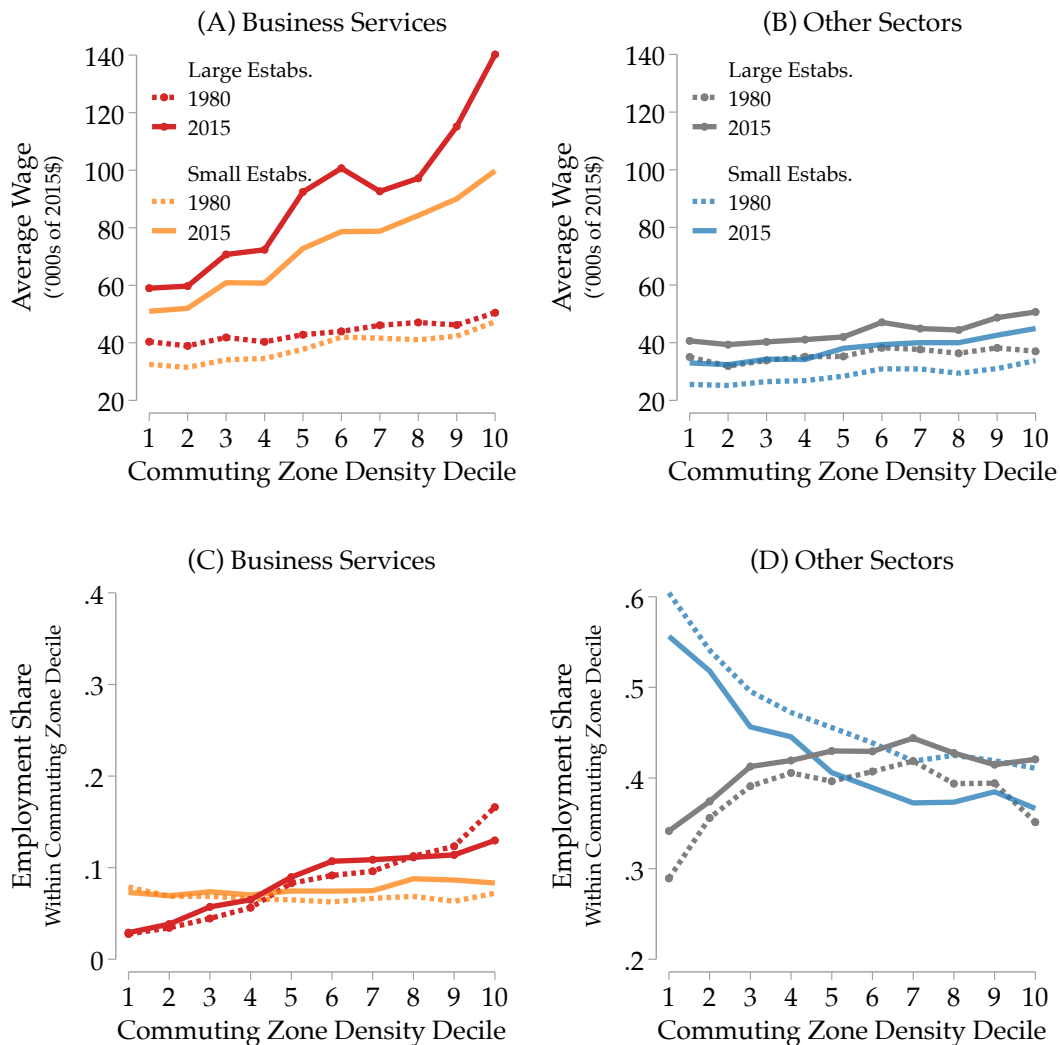 (A) Business Services
Average Wage
('000s of 2015$)
140
120
100
80
60
40
20
Large Estabs.
1980
2015
Small Estabs.
1980
2015
1 2 3 4 5 6 7 8 9 10
Commuting Zone Density Decile
(B) Other Sectors
Average Wage
('000s of 2015$)
140
120
100
80
60
40
20
Large Estabs.
1980
2015
Small Estabs.
1980
2015
1 2 3 4 5 6 7 8 9 10
Commuting Zone Density Decile
(C) Business Services
Employment Share
Within Commuting Zone Decile
.4
.3
.2
.1
0
1 2 3 4 5 6 7 8 9 10
Commuting Zone Density Decile
(D) Other Sectors
Employment Share
Within Commuting Zone Decile
.6
.5
.4
.3
.2
1 2 3 4 5 6 7 8 9 10
Commuting Zone Density Decile